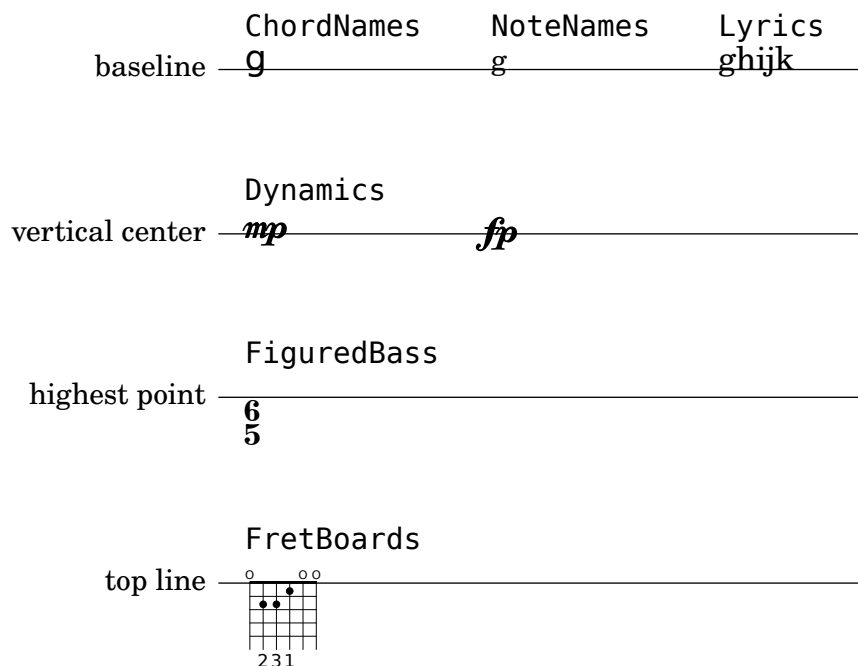 ChordNames NoteNames Lyrics
baseline g g ghijk
Dynamics
vertical center mp fp
FiguredBass
highest point
6
5
FretBoards
o o o
top line
231